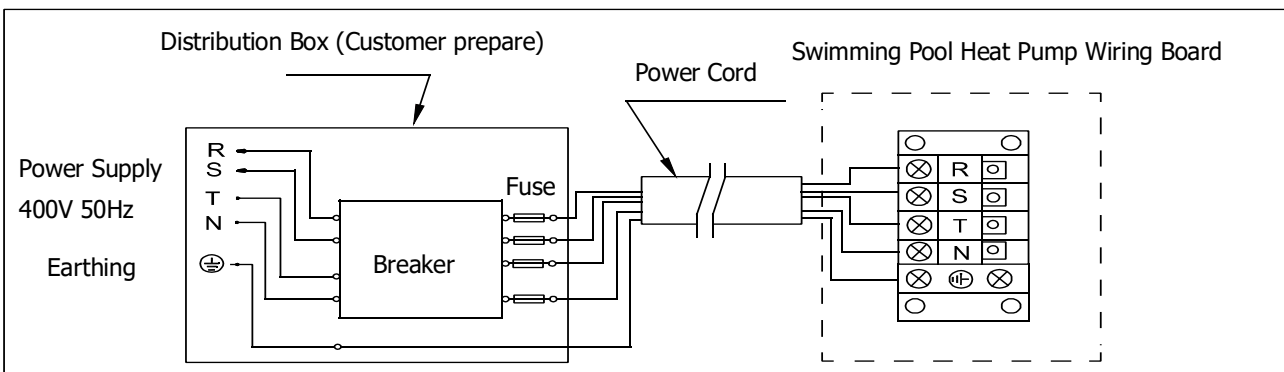 Distribution Box (Customer prepare)
Power Cord
Swimming Pool Heat Pump Wiring Board
Power Supply
400V 50Hz
Earthing
R
S
T
N
Fuse
Breaker
R
S
T
N